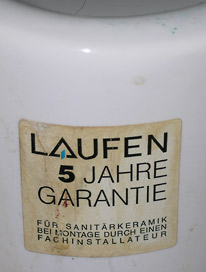 LAUFEN
5 JAHRE
GARANTIE
FÜR SANITÄRKERAMIK
BEI MONTAGE DURCH EINEN
FACHINSTALLATEUR